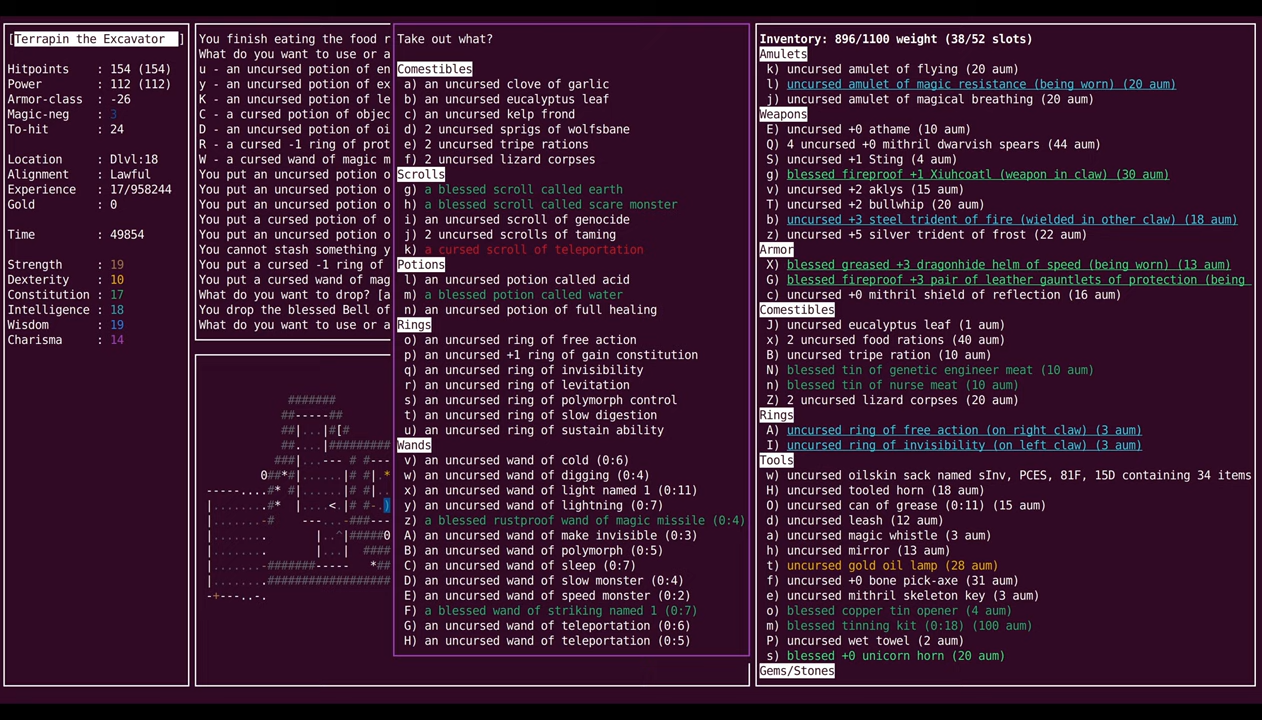 [Terrapin the Excavator ]
Hitpoints : 154 (154)
Power : 112 (112)
Armor-class : -26
Magic-neg : 3
To-hit : 24
Location : Dlvl:18
Alignment : Lawful
Experience : 17/958244
Gold : 0
Time : 49854
Strength : 19
Dexterity : 10
Constitution : 17
Intelligence : 18
Wisdom : 19
Charisma : 14
You finish eating the food r
What do you want to use or a
u - an uncursed potion of en
y - an uncursed potion of ex
K - an uncursed potion of le
C - a cursed potion of objec
D - an uncursed potion of oi
R - a cursed -1 ring of prot
W - a cursed wand of magic m
You put an uncursed potion o
You put an uncursed potion o
You put a cursed potion of o
You put an uncursed potion o
You cannot stash something y
You put a cursed -1 ring of
You put a cursed wand of mag
What do you want to drop? [a
You drop the blessed Bell of
What do you want to use or a
Take out what?
Comestibles
a) an uncursed clove of garlic
b) an uncursed eucalyptus leaf
c) an uncursed kelp frond
d) 2 uncursed sprigs of wolfsbane
e) 2 uncursed tripe rations
f) 2 uncursed lizard corpses
Scrolls
g) a blessed scroll called earth
h) a blessed scroll called scare monster
i) an uncursed scroll of genocide
j) 2 uncursed scrolls of taming
k) a cursed scroll of teleportation
Potions
l) an uncursed potion called acid
m) a blessed potion called water
n) an uncursed potion of full healing
Rings
o) an uncursed ring of free action
p) an uncursed +1 ring of gain constitution
q) an uncursed ring of invisibility
r) an uncursed ring of levitation
s) an uncursed ring of polymorph control
t) an uncursed ring of slow digestion
u) an uncursed ring of sustain ability
Wands
v) an uncursed wand of cold (0:6)
w) an uncursed wand of digging (0:4)
x) an uncursed wand of light named 1 (0:11)
y) an uncursed wand of lightning (0:7)
z) a blessed rustproof wand of magic missile (0:4)
A) an uncursed wand of make invisible (0:3)
B) an uncursed wand of polymorph (0:5)
C) an uncursed wand of sleep (0:7)
D) an uncursed wand of slow monster (0:4)
E) an uncursed wand of speed monster (0:2)
F) a blessed wand of striking named 1 (0:7)
G) an uncursed wand of teleportation (0:6)
H) an uncursed wand of teleportation (0:5)
Inventory: 896/1100 weight (38/52 slots)
Amulets
k) uncursed amulet of flying (20 aum)
l) uncursed amulet of magic resistance (being worn) (20 aum)
j) uncursed amulet of magical breathing (20 aum)
Weapons
E) uncursed +0 athame (10 aum)
Q) 4 uncursed +0 mithril dwarvish spears (44 aum)
S) uncursed +1 Sting (4 aum)
g) blessed fireproof +1 Xiuhcoatl (weapon in claw) (30 aum)
v) uncursed +2 aklys (15 aum)
T) uncursed +2 bullwhip (20 aum)
b) uncursed +3 steel trident of fire (wielded in other claw) (18 aum)
z) uncursed +5 silver trident of frost (22 aum)
Armor
X) blessed greased +3 dragonhide helm of speed (being worn) (13 aum)
G) blessed fireproof +3 pair of leather gauntlets of protection (being
c) uncursed +0 mithril shield of reflection (16 aum)
Comestibles
J) uncursed eucalyptus leaf (1 aum)
x) 2 uncursed food rations (40 aum)
B) uncursed tripe ration (10 aum)
N) blessed tin of genetic engineer meat (10 aum)
n) blessed tin of nurse meat (10 aum)
Z) 2 uncursed lizard corpses (20 aum)
Rings
A) uncursed ring of free action (on right claw) (3 aum)
I) uncursed ring of invisibility (on left claw) (3 aum)
Tools
w) uncursed oilskin sack named sInv, PCES, 81F, 15D containing 34 items
H) uncursed tooled horn (18 aum)
O) uncursed can of grease (0:11) (15 aum)
d) uncursed leash (12 aum)
a) uncursed magic whistle (3 aum)
h) uncursed mirror (13 aum)
t) uncursed gold oil lamp (28 aum)
f) uncursed +0 bone pick-axe (31 aum)
e) uncursed mithril skeleton key (3 aum)
o) blessed copper tin opener (4 aum)
m) blessed tinning kit (0:18) (100 aum)
P) uncursed wet towel (2 aum)
s) blessed +0 unicorn horn (20 aum)
Gems/Stones